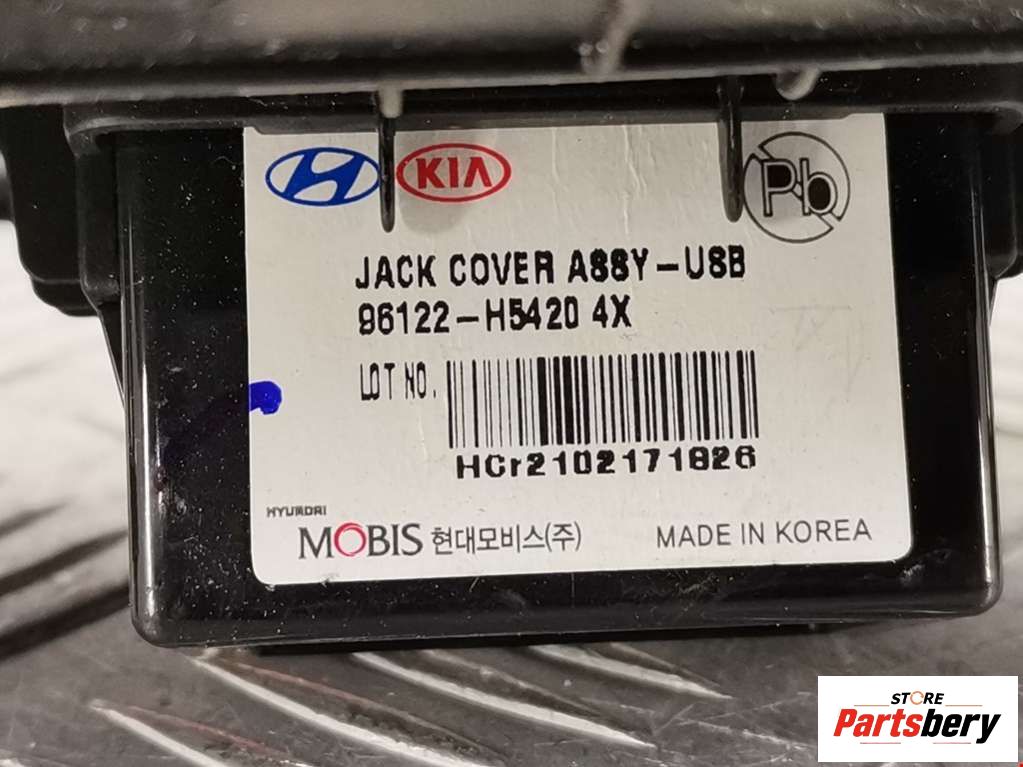 KIA
Pb
JACK COVER ASSY-USB
96122-H5420 4X
LOT NO.
HCr2102171826
HYUNDAI
MOBIS 현대모비스(주)
MADE IN KOREA
STORE
Partsbery